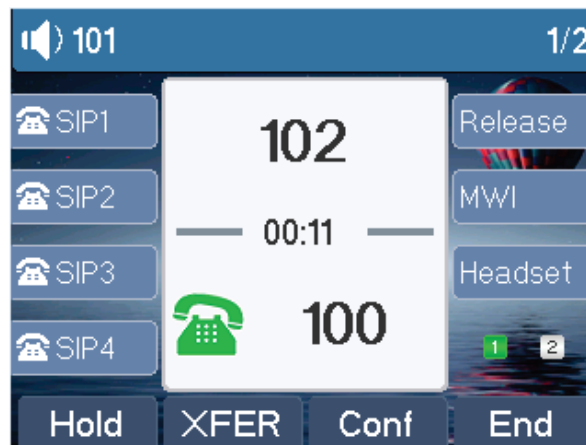 101 1/2
SIP1
SIP2
SIP3
SIP4
102
00:11
100
Release
MWI
Headset
1 2
Hold XFER Conf End